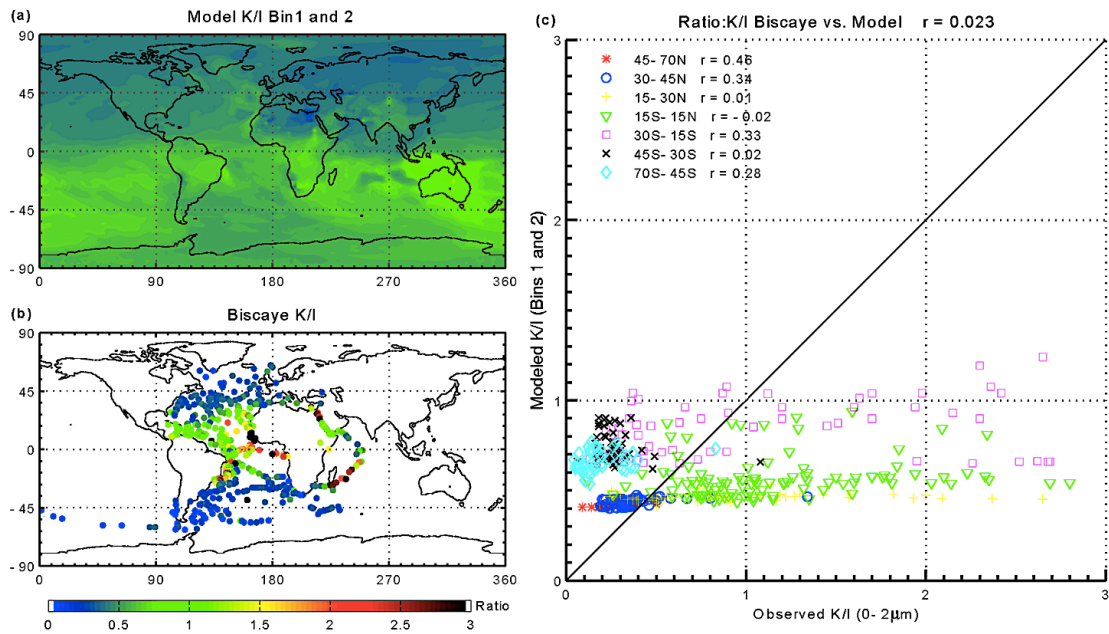 (a) Model K/I Bin1 and 2
90
45
0
-45
-90
0 90 180 270 360
(b) Biscaye K/I
90
45
0
-45
-90
0 90 180 270 360
0 0.5 1 1.5 2 2.5 3 Ratio
(c) Ratio:K/I Biscaye vs. Model r = 0.023
45-70N r = 0.46
30-45N r = 0.34
15-30N r = 0.01
15S-15N r = -0.02
30S-15S r = 0.33
45S-30S r = 0.02
70S-45S r = 0.28
Modeled K/I (Bins 1 and 2)
3
2
1
0
0 1 2 3
Observed K/I (0-2μm)